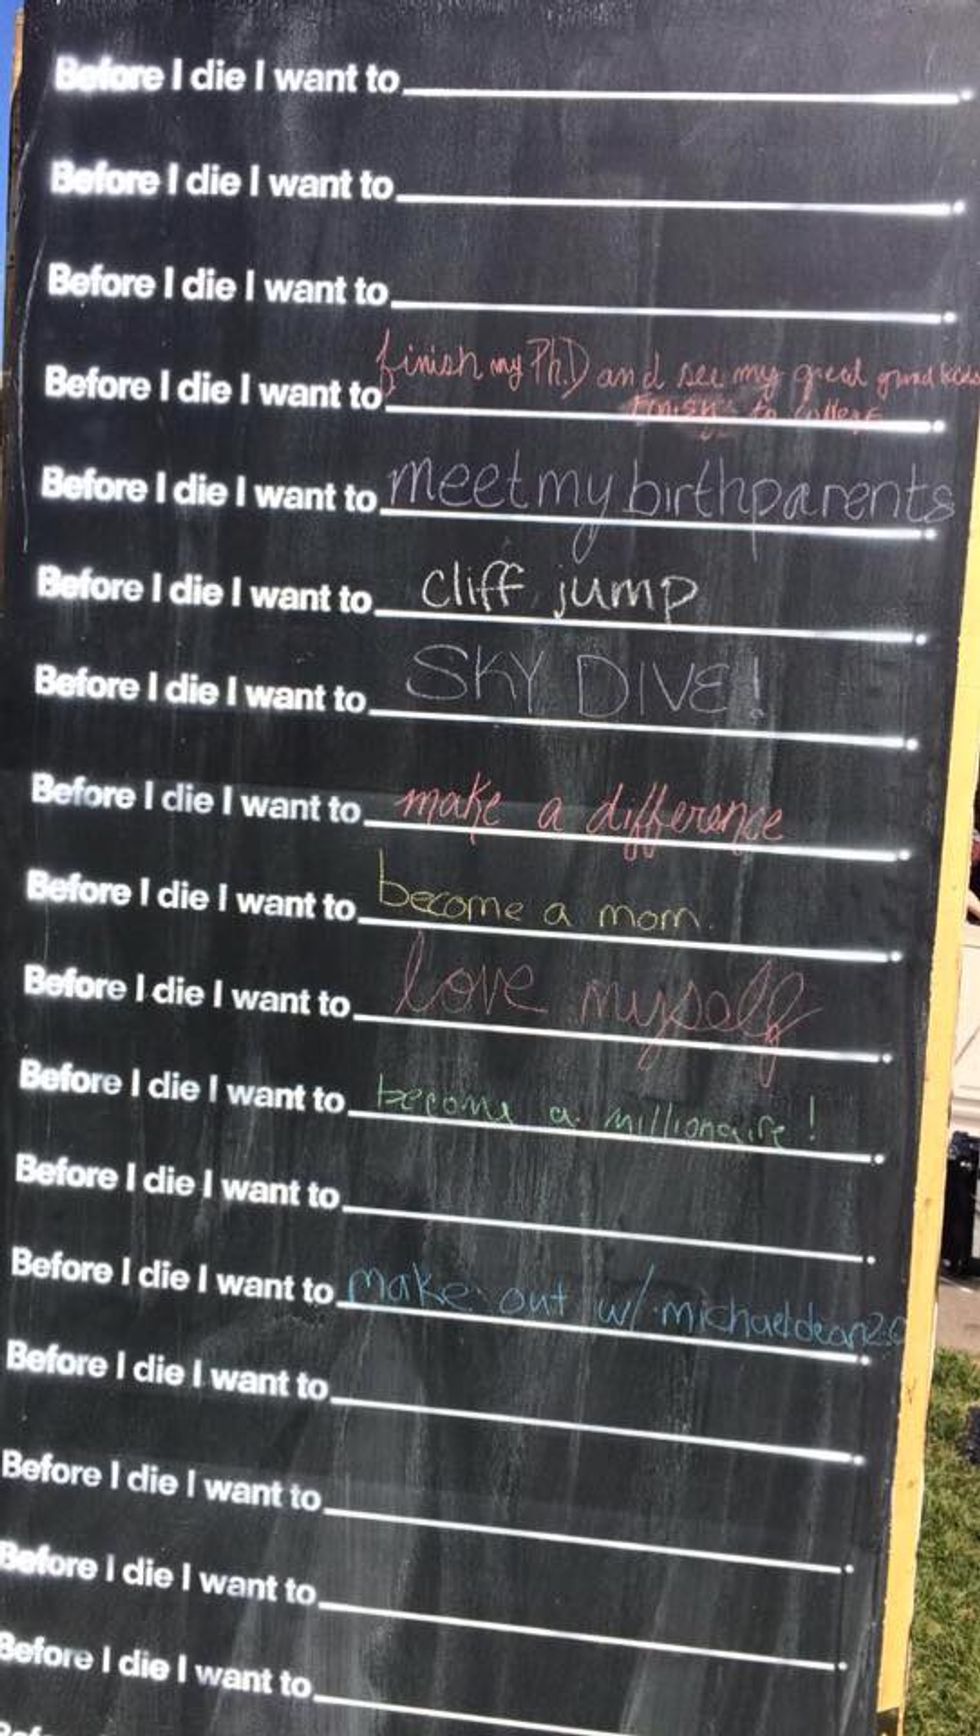 Before I die I want to
Before I die I want to
Before I die I want to
Before I die I want to finish my Ph.D and see my great grand kids
finish to college
Before I die I want to meet my birthparents
Before I die I want to cliff jump
Before I die I want to SKY DIVE!
Before I die I want to make a difference
Before I die I want to become a mom.
Before I die I want to love myself
Before I die I want to become a millionaire!
Before I die I want to
Before I die I want to make out w/ michaeldean20
Before I die I want to
Before I die I want to
Before I die I want to
Before I die I want to